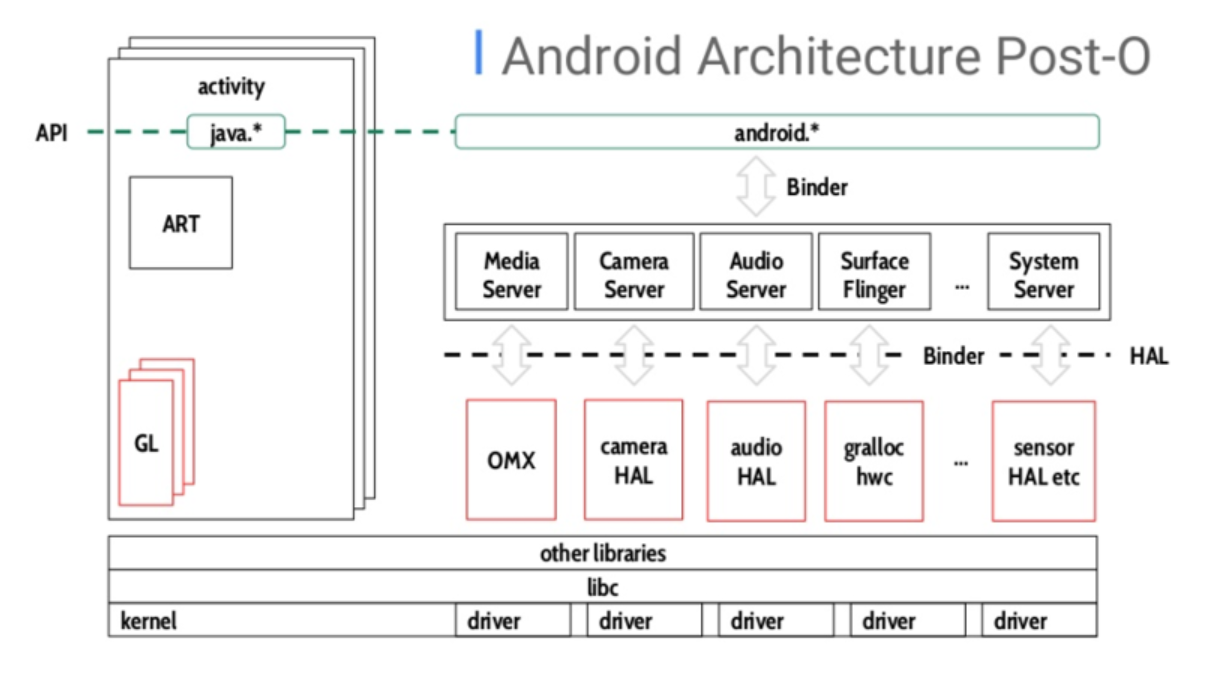 Android Architecture Post-O
activity
API
java.*
android.*
Binder
ART
Media
Server
Camera
Server
Audio
Server
Surface
Flinger
...
System
Server
Binder
HAL
GL
OMX
camera
HAL
audio
HAL
gralloc
hwc
...
sensor
HAL etc
other libraries
libc
kernel
driver
driver
driver
driver
driver